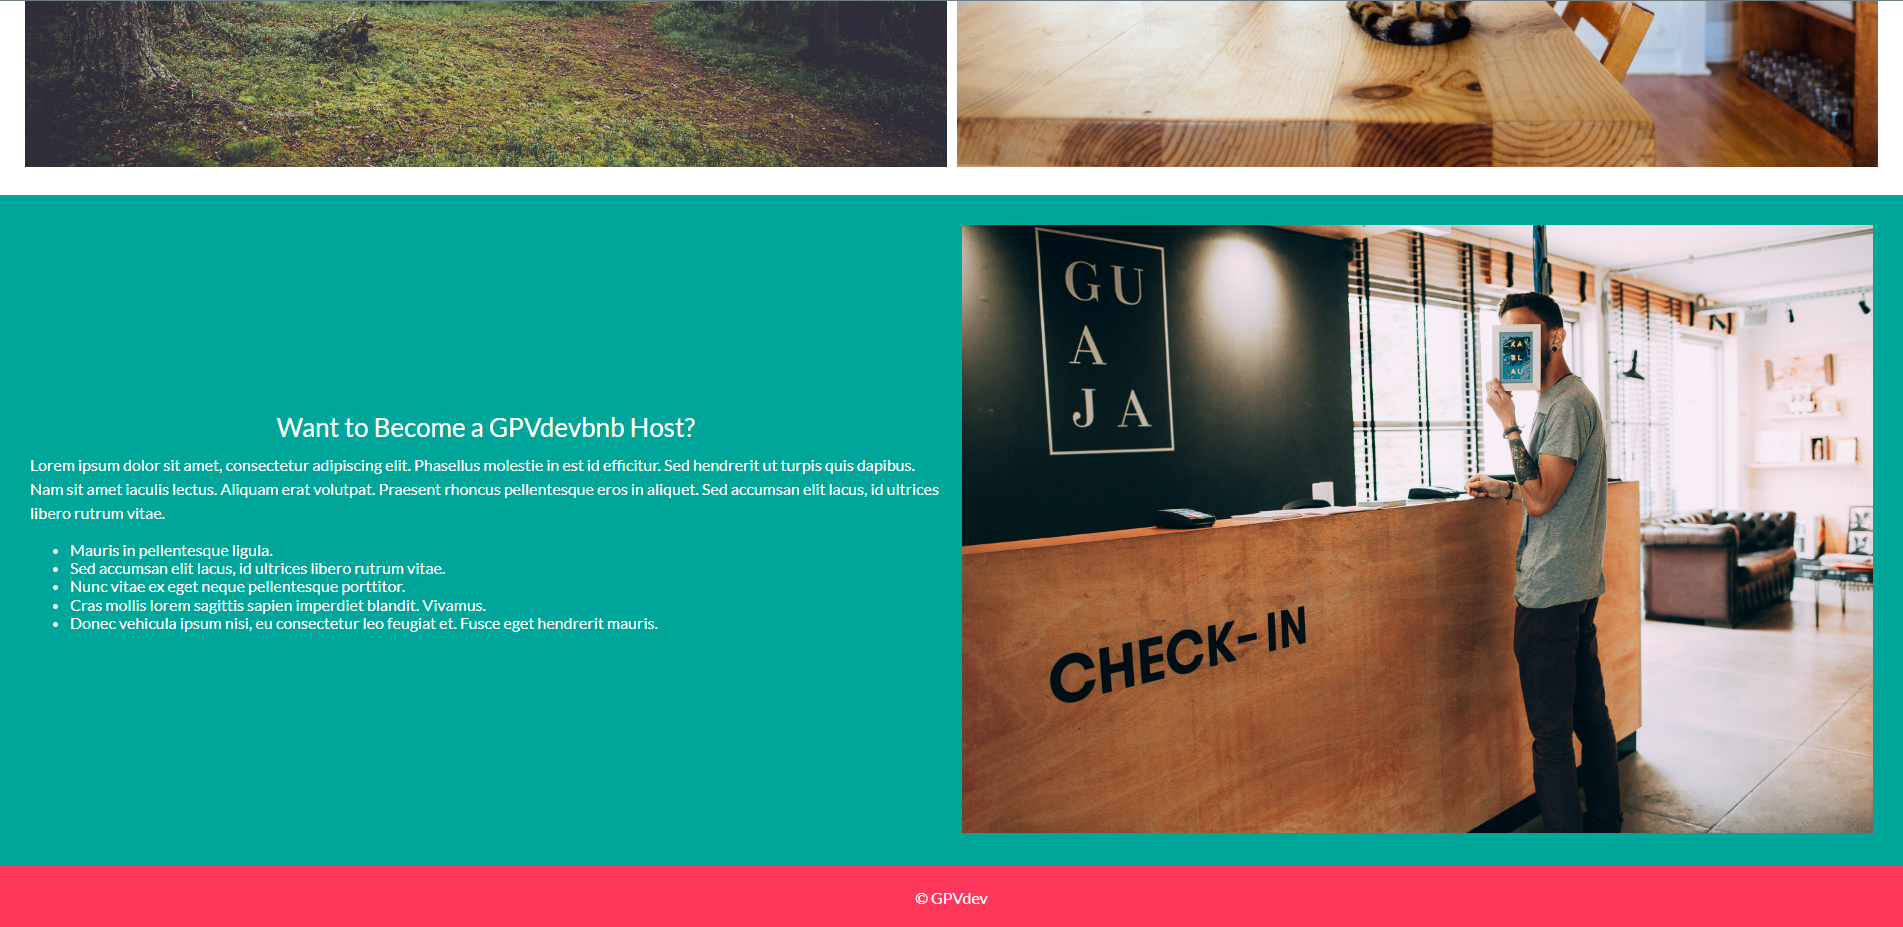 Want to Become a GPVdevbnb Host?
Lorem ipsum dolor sit amet, consectetur adipiscing elit. Phasellus molestie in est id efficitur. Sed hendrerit ut turpis quis dapibus.
Nam sit amet iaculis lectus. Aliquam erat volutpat. Praesent rhoncus pellentesque eros in aliquet. Sed accumsan elit lacus, id ultrices
libero rutrum vitae.
• Mauris in pellentesque ligula.
• Sed accumsan elit lacus, id ultrices libero rutrum vitae.
• Nunc vitae ex eget neque pellentesque porttitor.
• Cras mollis lorem sagittis sapien imperdiet blandit. Vivamus.
• Donec vehicula ipsum nisi, eu consectetur leo feugiat et. Fusce eget hendrerit mauris.
GU
A
JA
KA
BL
AU
CHECK-IN
© GPVdev